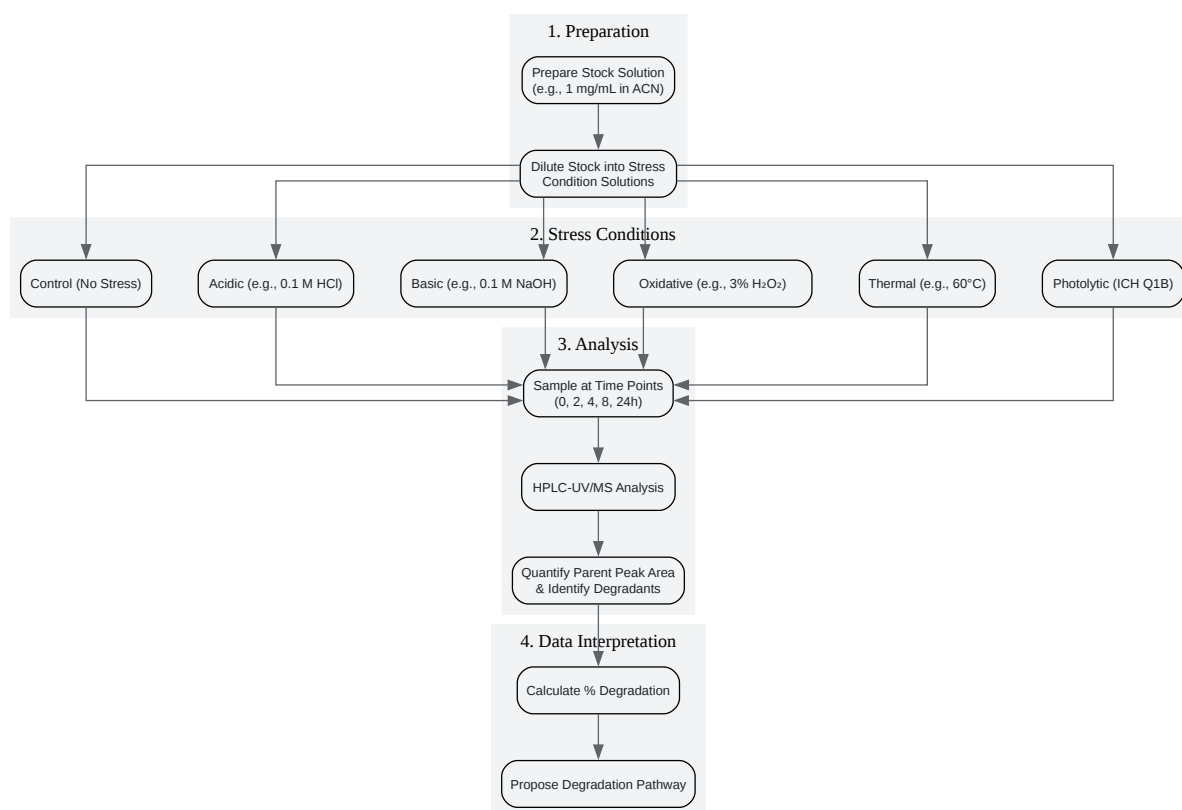 1. Preparation
Prepare Stock Solution
(e.g., 1 mg/mL in ACN)
Dilute Stock into Stress
Condition Solutions
2. Stress Conditions
Control (No Stress)
Acidic (e.g., 0.1 M HCl)
Basic (e.g., 0.1 M NaOH)
Oxidative (e.g., 3% H₂O₂)
Thermal (e.g., 60°C)
Photolytic (ICH Q1B)
3. Analysis
Sample at Time Points
(0, 2, 4, 8, 24h)
HPLC-UV/MS Analysis
Quantify Parent Peak Area
& Identify Degradants
4. Data Interpretation
Calculate % Degradation
Propose Degradation Pathway